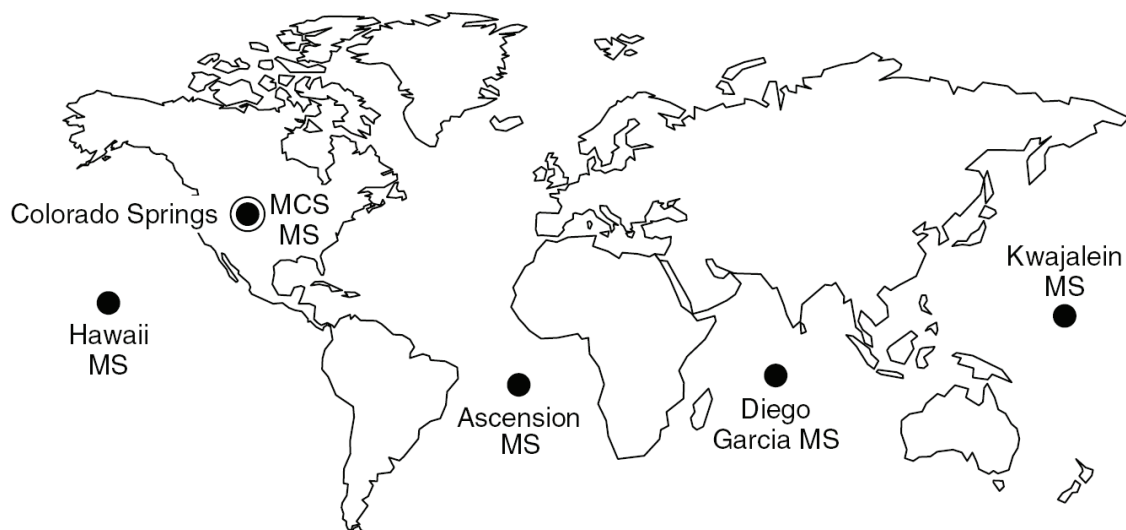 Colorado Springs
MCS
MS
Hawaii
MS
Ascension
MS
Diego
Garcia MS
Kwajalein
MS